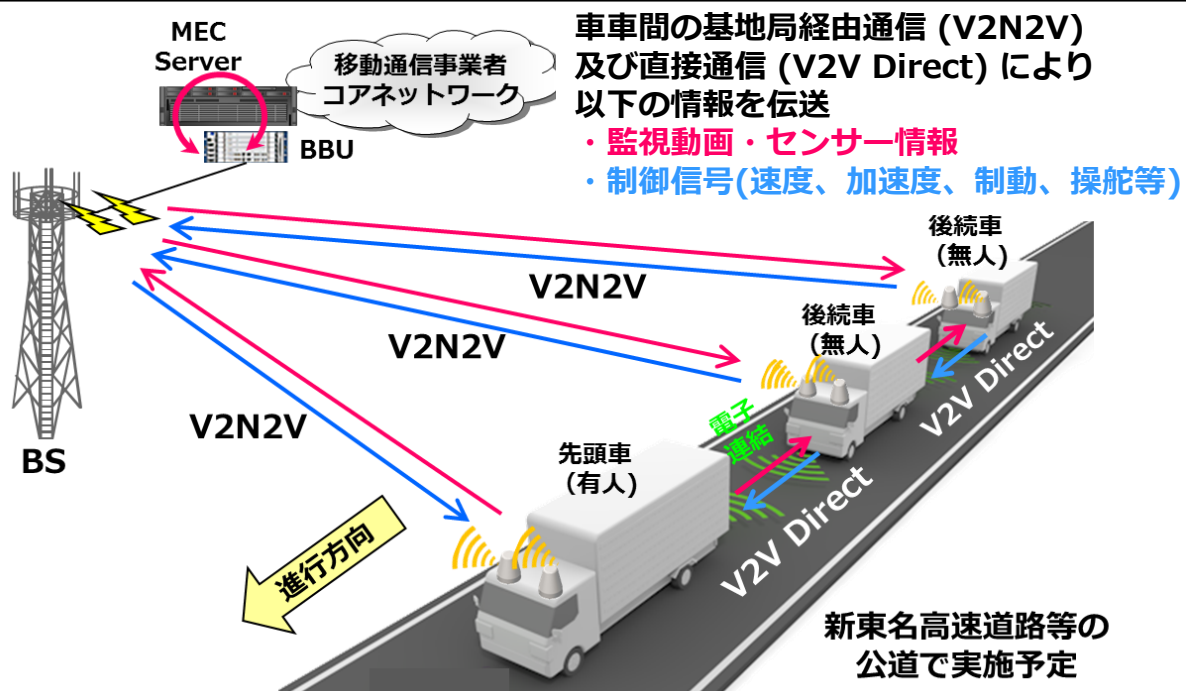 車車間の基地局経由通信 (V2N2V)
及び直接通信 (V2V Direct) により
以下の情報を伝送
・監視動画・センサー情報
・制御信号(速度、加速度、制動、操舵等)
MEC
Server
移動通信事業者
コアネットワーク
BBU
BS
V2N2V
V2N2V
V2N2V
後続車
（無人）
後続車
（無人）
先頭車
（有人）
電子
連結
V2V Direct
V2V Direct
進行方向
新東名高速道路等の
公道で実施予定